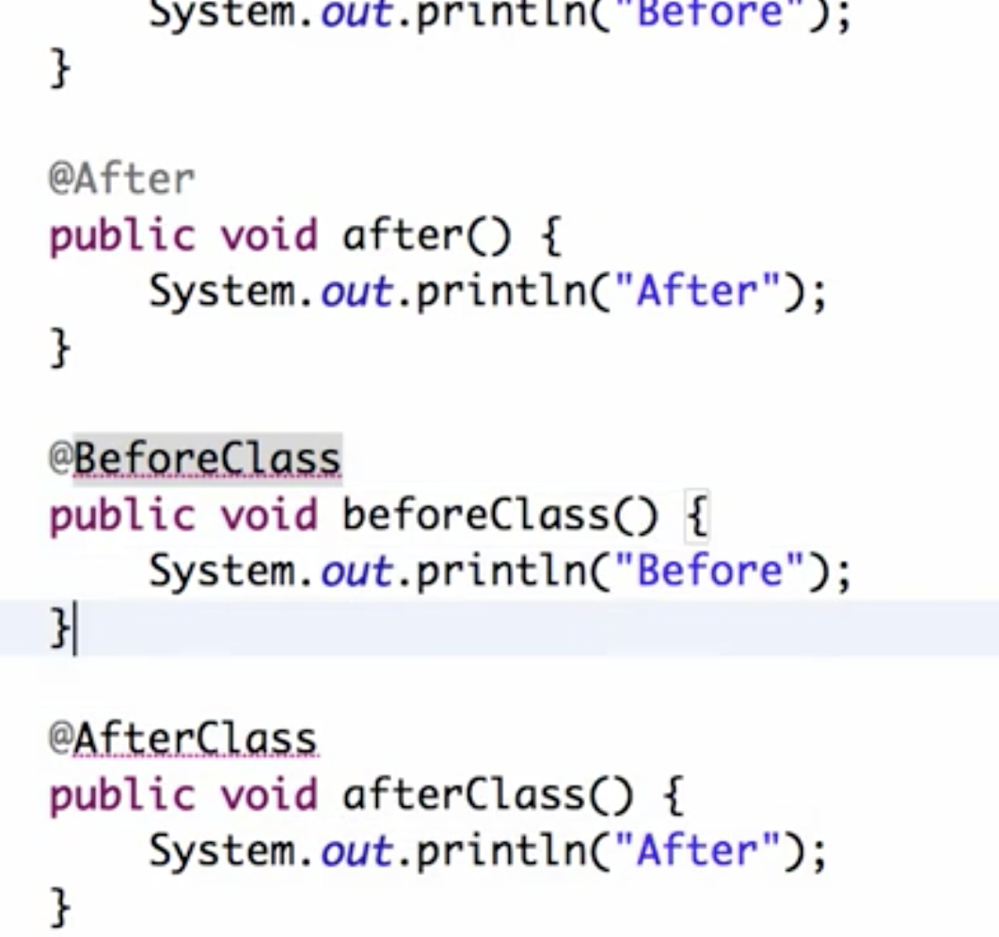 System.out.println("Before");
}
@After
public void after() {
System.out.println("After");
}
@BeforeClass
public void beforeClass() {
System.out.println("Before");
}
@AfterClass
public void afterClass() {
System.out.println("After");
}